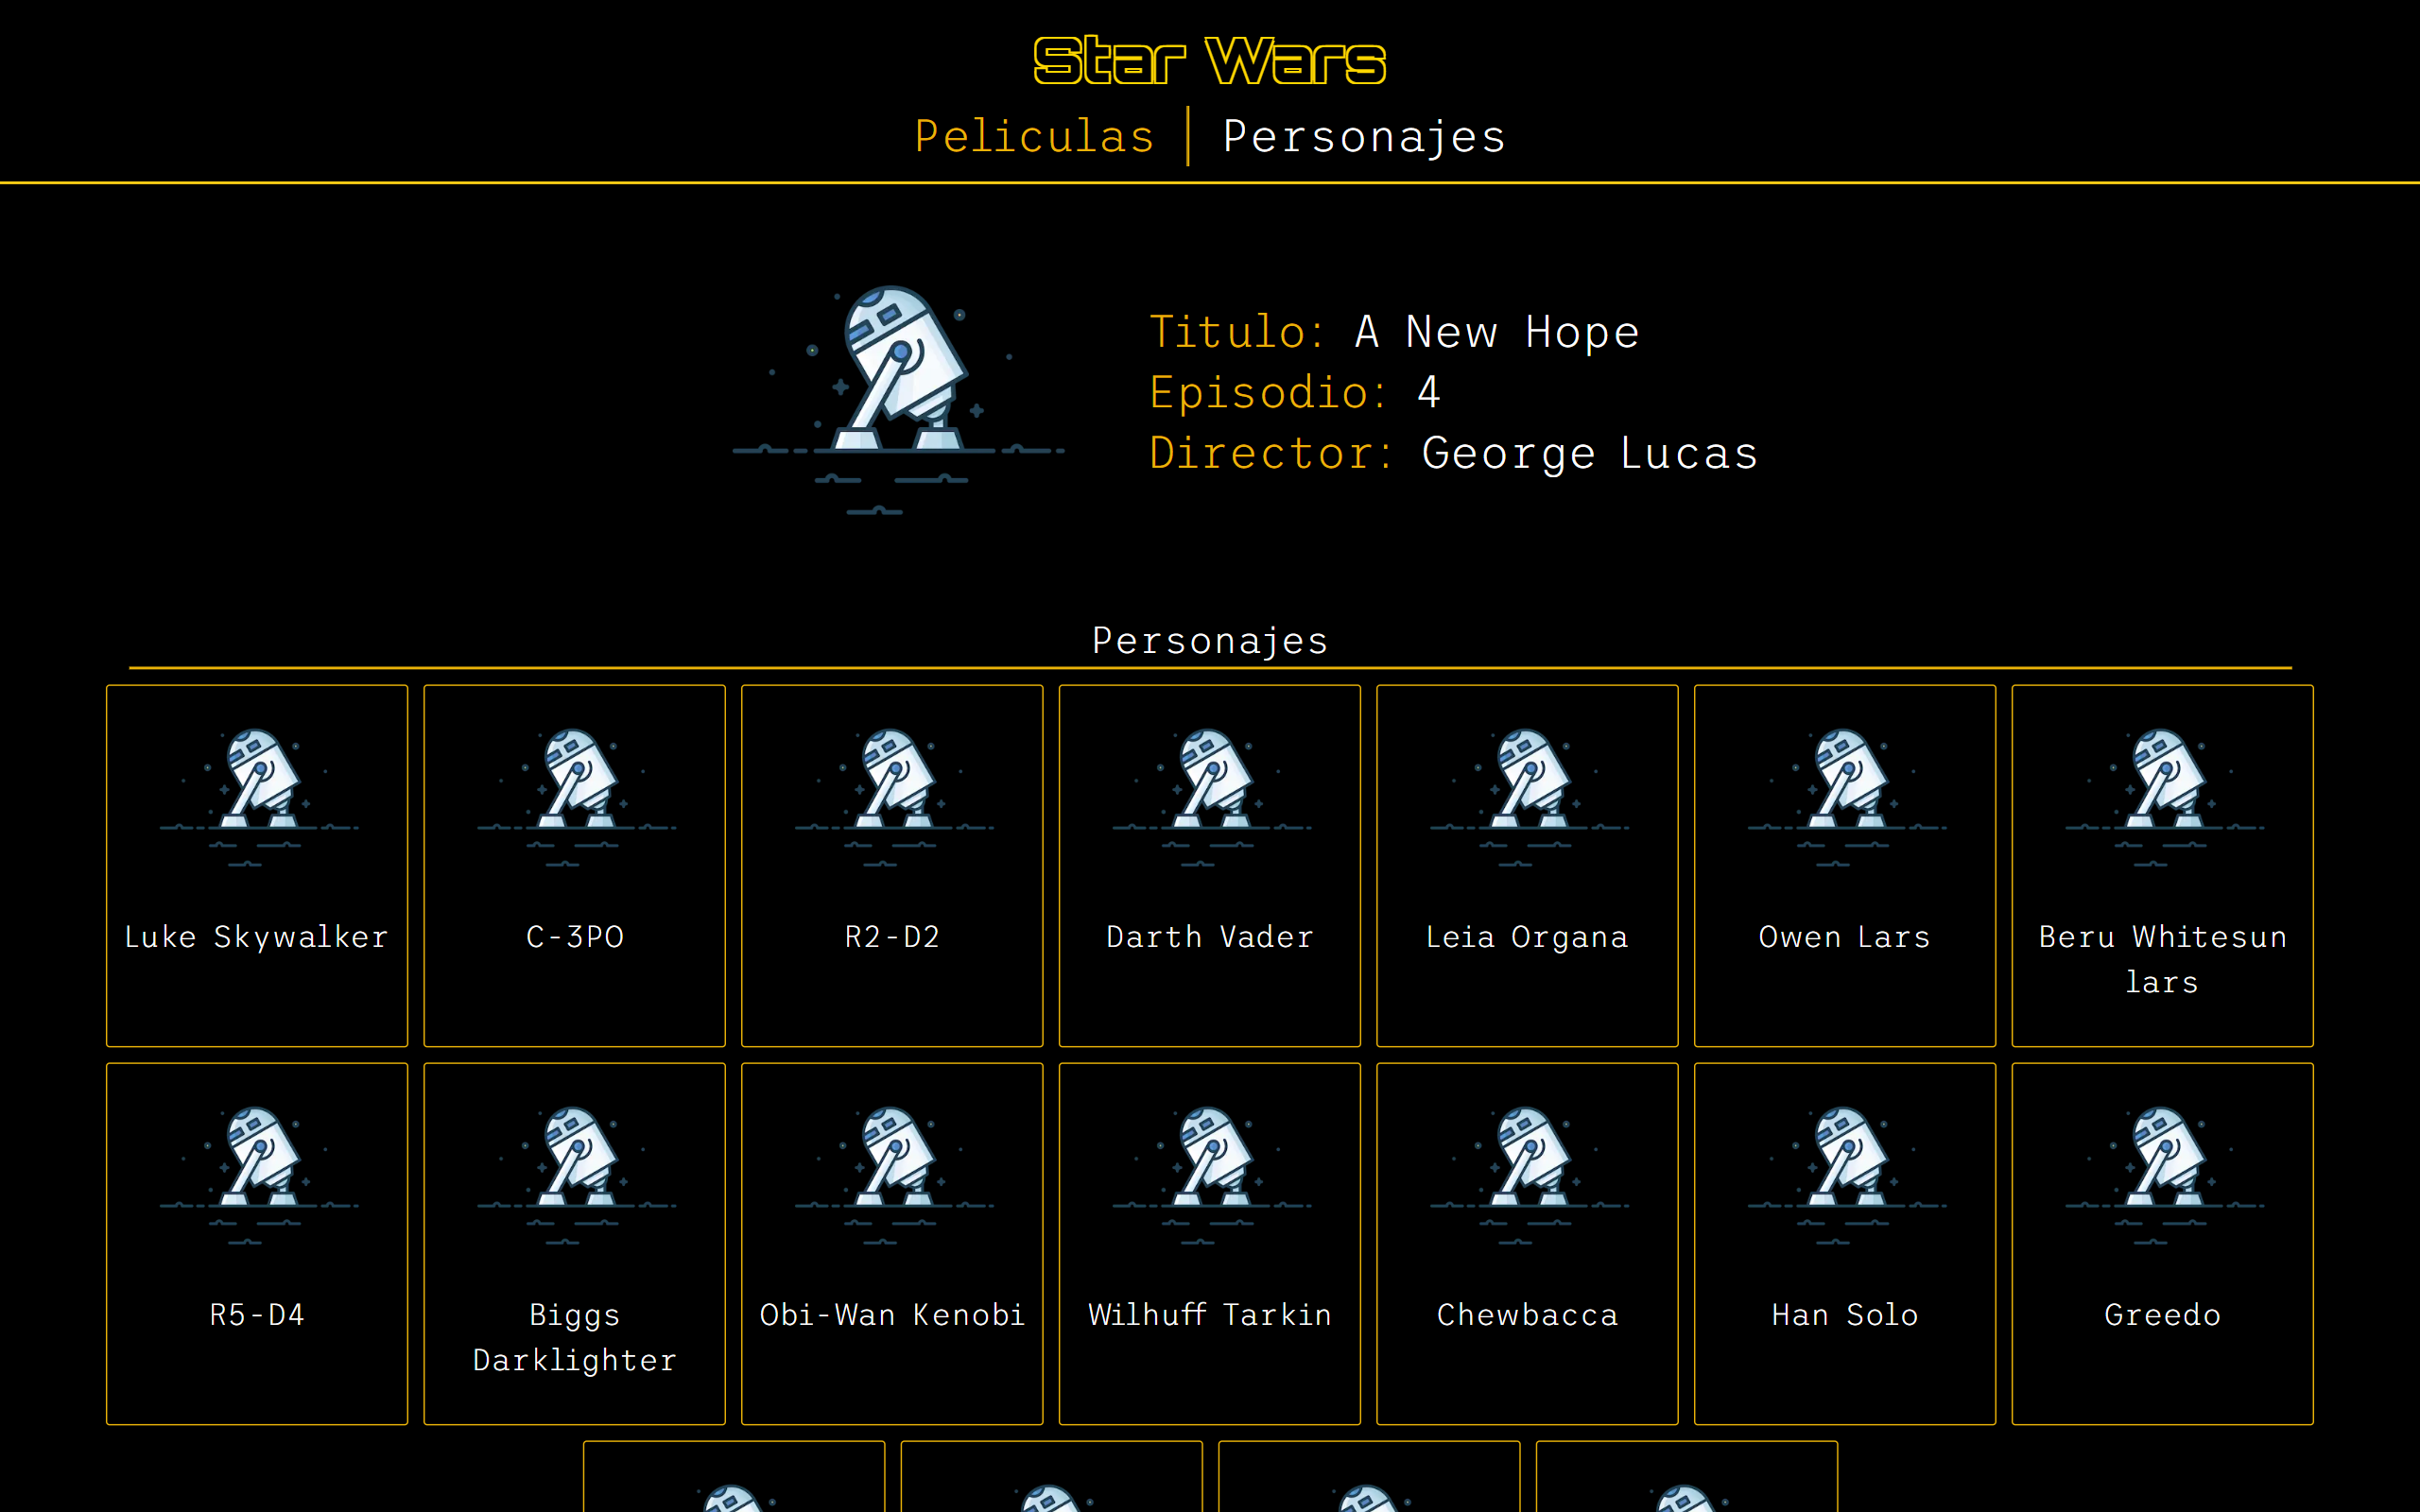 Star Wars
Peliculas
Personajes
Titulo: A New Hope
Episodio: 4
Director: George Lucas
Personajes
Luke Skywalker
C-3PO
R2-D2
Darth Vader
Leia Organa
Owen Lars
Beru Whitesun
lars
R5-D4
Biggs
Darklighter
Obi-Wan Kenobi
Wilhuff Tarkin
Chewbacca
Han Solo
Greedo